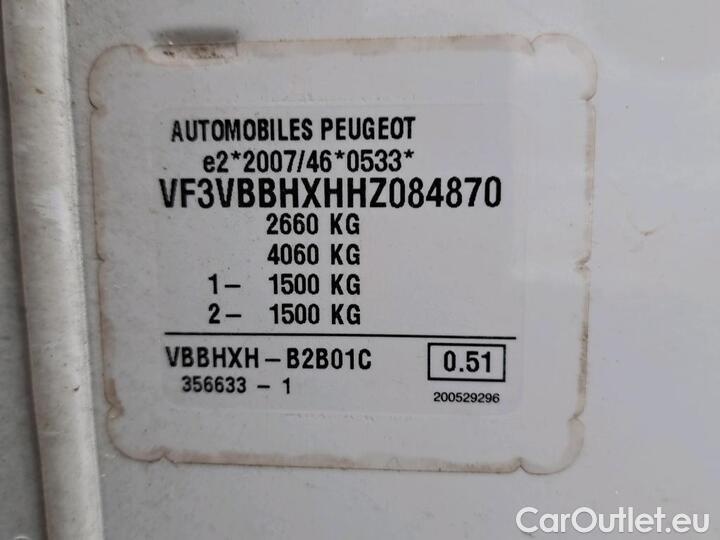 AUTOMOBILES PEUGEOT
e2*2007/46*0533*
VF3VBBHXHHZ084870
2660 KG
4060 KG
1- 1500 KG
2- 1500 KG
VBBHXH-B2B01C 0.51
356633 - 1 200529296
CarOutlet.eu